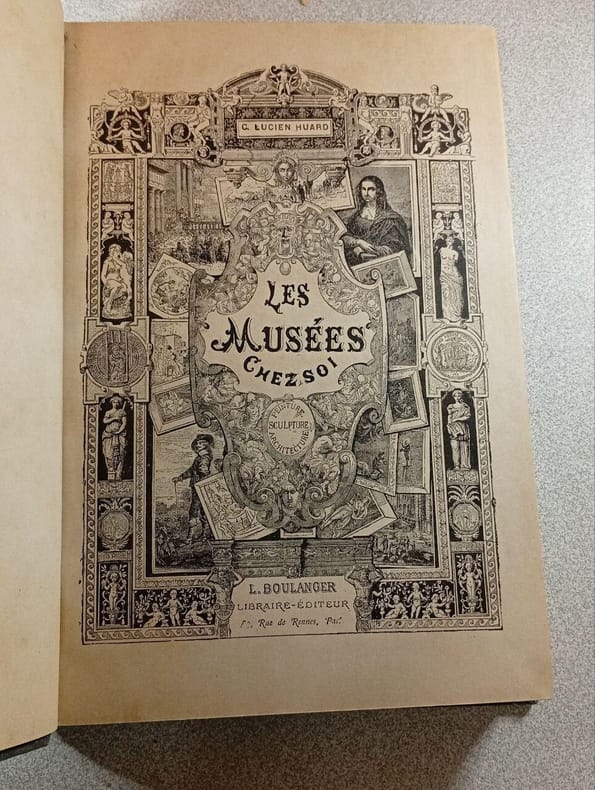 C. LUCIEN HUARD
LES
MUSÉES
CHEZ SOI
PEINTURE
SCULPTURE
ARCHITECTURE
L. BOULANGER
LIBRAIRE-ÉDITEUR
Rue de Rennes,